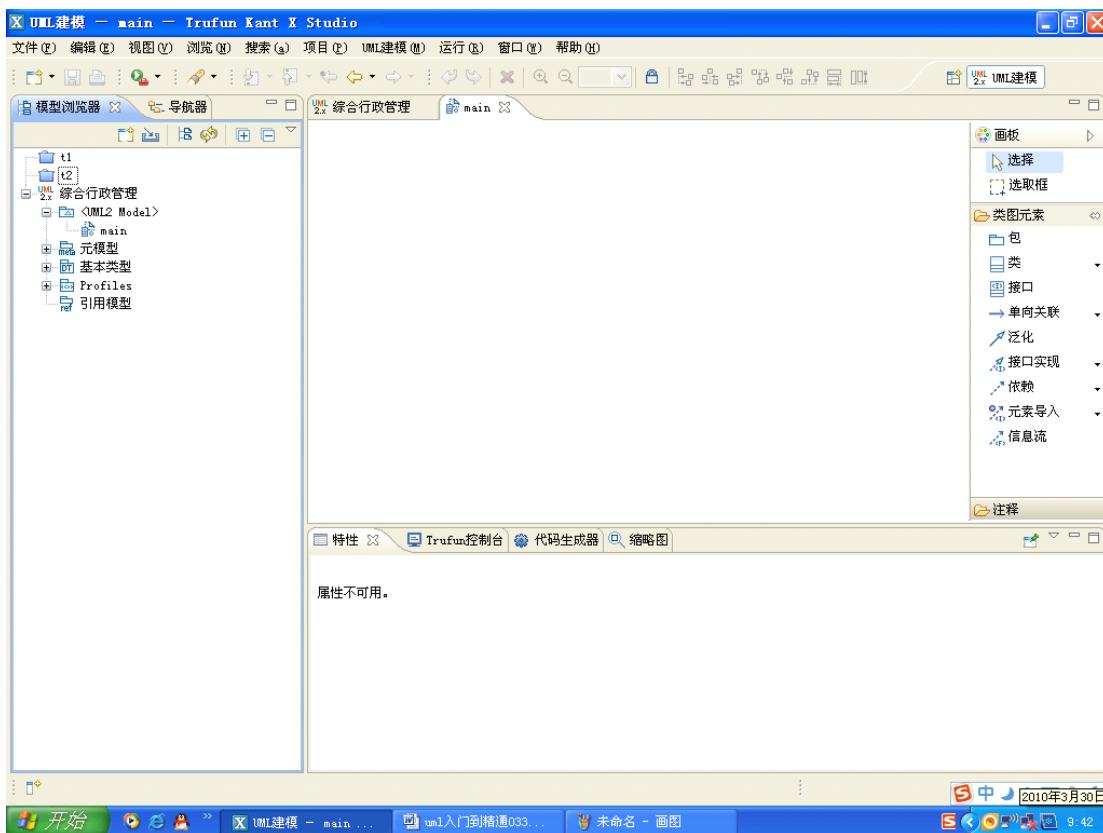 UML建模 - main - Trufun Kant X Studio
文件(F) 编辑(E) 视图(V) 浏览(N) 搜索(a) 项目(P) UML建模(M) 运行(R) 窗口(W) 帮助(H)
UML 2.x UML建模
模型浏览器 导航器
UML 2.x 综合行政管理 main
t1
t2
UML 2.x 综合行政管理
<UML2 Model>
main
meta 元模型
DT 基本类型
Profiles
ref 引用模型
画板
选择
选取框
类图元素
包
类
接口
单向关联
泛化
接口实现
依赖
元素导入
信息流
注释
特性 Trufun控制台 代码生成器 缩略图
属性不可用。
中
2010年3月30日
开始 UML建模 - main ... uml入门到精通033... 未命名 - 画图 9:42